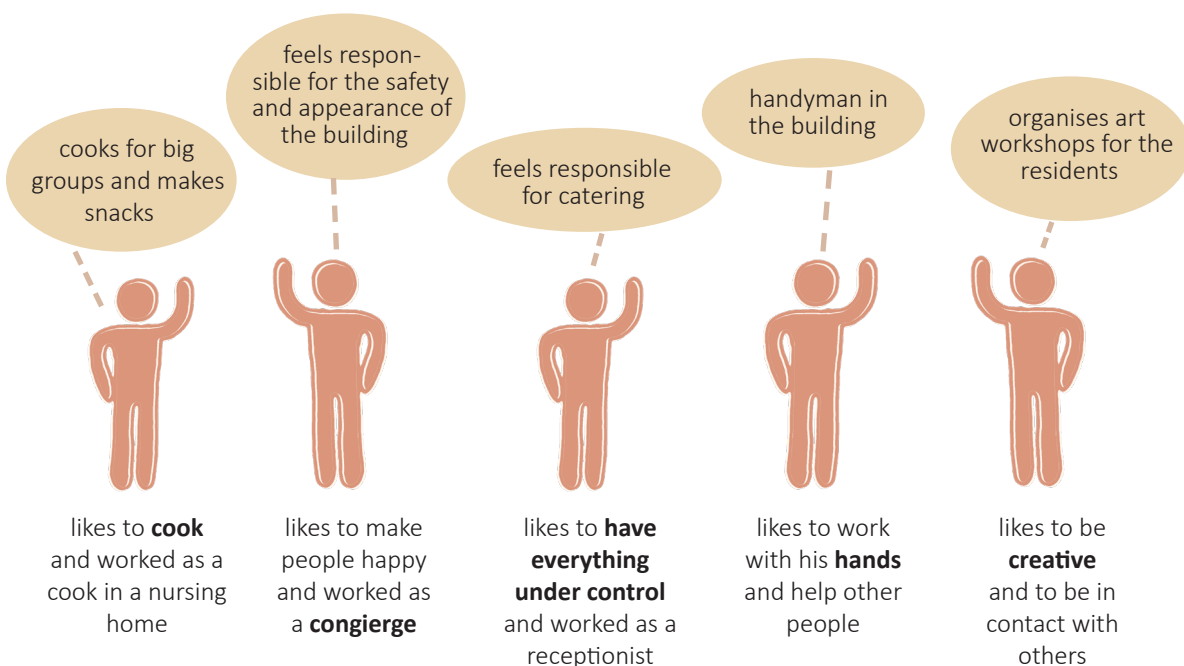 cooks for big
groups and makes
snacks
feels respon-
sible for the safety
and appearance of
the building
feels responsible
for catering
handyman in
the building
organises art
workshops for the
residents
likes to cook
and worked as a
cook in a nursing
home
likes to make
people happy
and worked as
a congierge
likes to have
everything
under control
and worked as a
receptionist
likes to work
with his hands
and help other
people
likes to be
creative
and to be in
contact with
others